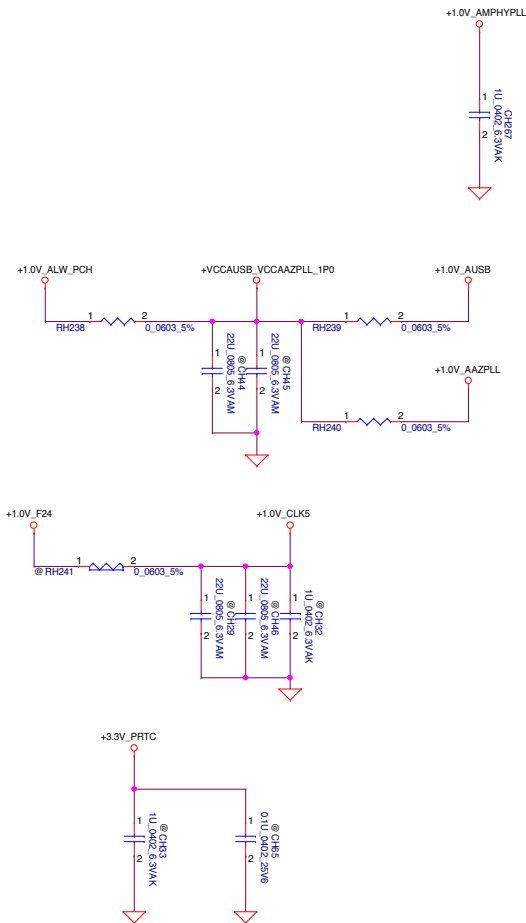 +1.0V_AMPHYPLL
1
2
CH267
1U_0402_6.3VAK
+1.0V_ALW_PCH
+VCCAUSB_VCCAAZPLL_1P0
+1.0V_AUSB
1
2
RH238
0_0603_5%
1
2
RH239
0_0603_5%
1
2
@ CH44
22U_0805_6.3VAM
1
2
@ CH45
22U_0805_6.3VAM
+1.0V_AAZPLL
1
2
RH240
0_0603_5%
+1.0V_F24
+1.0V_CLK5
1
2
@ RH241
0_0603_5%
1
2
@ CH29
22U_0805_6.3VAM
1
2
@ CH46
22U_0805_6.3VAM
1
2
@ CH32
1U_0402_6.3VAK
+3.3V_PRTC
1
2
@ CH33
1U_0402_6.3VAK
1
2
@ CH65
0.1U_0402_25V6